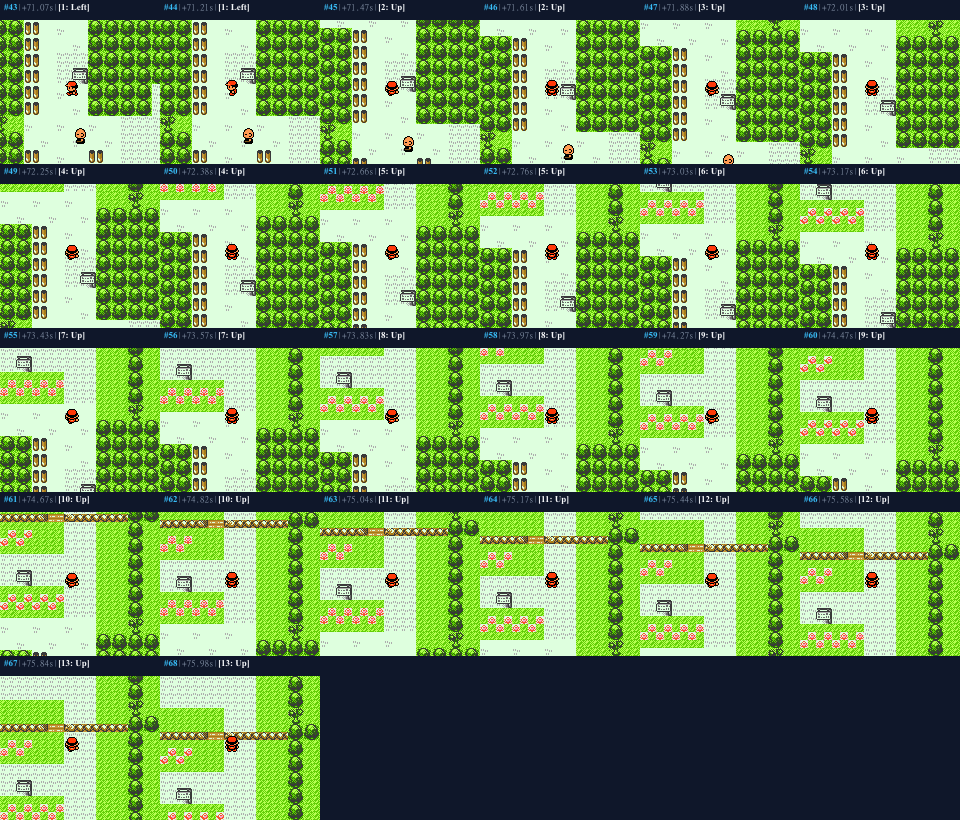 #43|+71.07s|[1: Left]
#44|+71.21s|[1: Left]
#45|+71.47s|[2: Up]
#46|+71.61s|[2: Up]
#47|+71.88s|[3: Up]
#48|+72.01s|[3: Up]
#49|+72.25s|[4: Up]
#50|+72.38s|[4: Up]
#51|+72.66s|[5: Up]
#52|+72.76s|[5: Up]
#53|+73.03s|[6: Up]
#54|+73.17s|[6: Up]
#55|+73.43s|[7: Up]
#56|+73.57s|[7: Up]
#57|+73.83s|[8: Up]
#58|+73.97s|[8: Up]
#59|+74.27s|[9: Up]
#60|+74.47s|[9: Up]
#61|+74.67s|[10: Up]
#62|+74.82s|[10: Up]
#63|+75.04s|[11: Up]
#64|+75.17s|[11: Up]
#65|+75.44s|[12: Up]
#66|+75.58s|[12: Up]
#67|+75.84s|[13: Up]
#68|+75.98s|[13: Up]